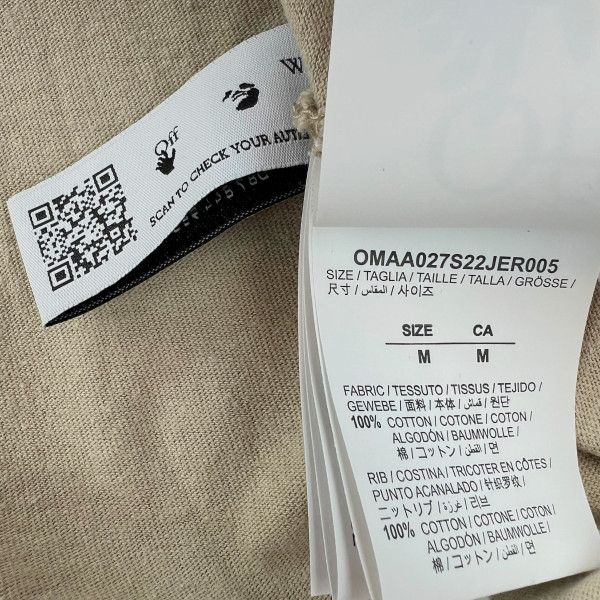 W
Off
SCAN TO CHECK YOUR
OMAA027S22JER005
SIZE / TAGLIA / TAILLE / TALLA / GRÖSSE /
尺寸 / المقاس / 사이즈
SIZE CA
M M
FABRIC / TESSUTO / TISSUS / TEJIDO /
GEWEBE / 面料 / 本体 / قماش / 원단
100% COTTON / COTONE / COTON /
ALGODÓN / BAUMWOLLE /
棉 / コットン / القطن / 면
RIB / COSTINA / TRICOTER EN CÔTES /
PUNTO ACANALADO / 针织罗纹 /
ニットリブ / غرزة / 리브
100% COTTON / COTONE / COTON /
ALGODÓN / BAUMWOLLE /
棉 / コットン / القطن / 면